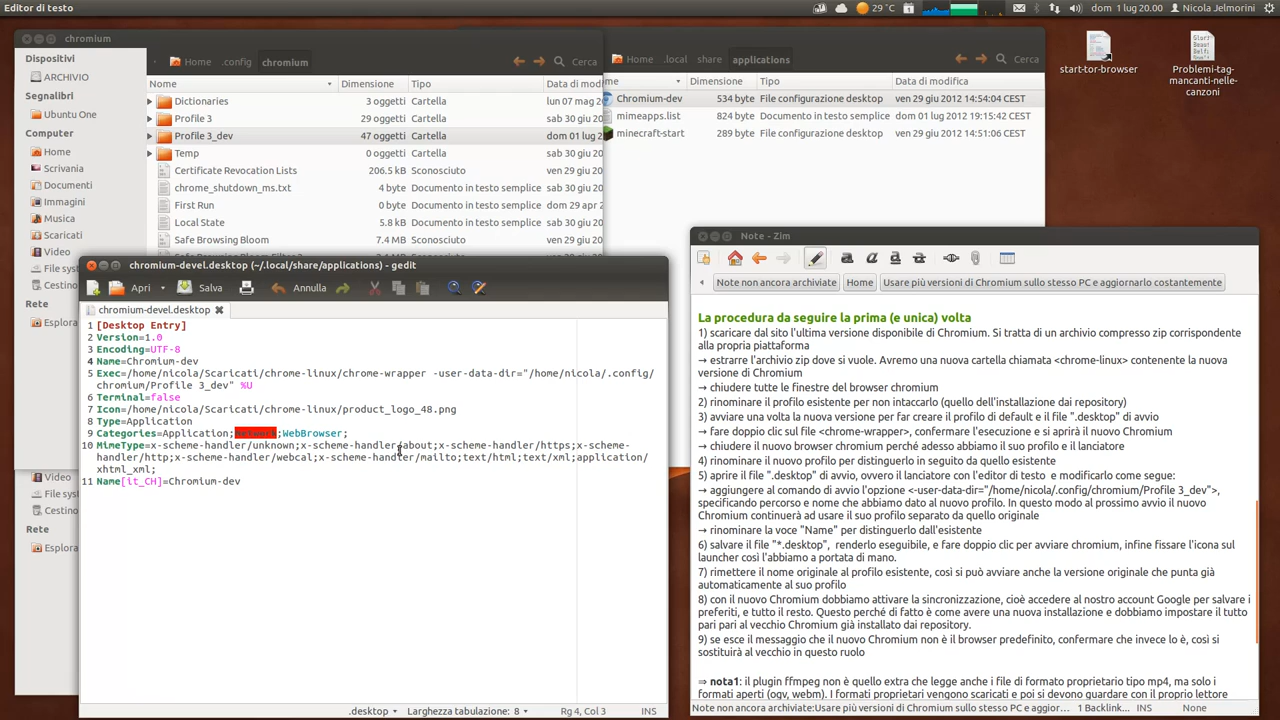 Editor di testo
29 °C
dom 1 lug 20.00
Nicola Jelmorini
chromium
Dispositivi
ARCHIVIO
Segnalibri
Ubuntu One
Computer
Home
Scrivania
Documenti
Immagini
Musica
Scaricati
Video
File sys
Cestino
Rete
Esplora
Home
.config
chromium
Cerca
Nome
Dimensione
Tipo
Data di
Dictionaries 3 oggetti Cartella lun 07 mag
Profile 3 29 oggetti Cartella sab 30 giu 20
Profile 3_dev 47 oggetti Cartella dom 01 lug
Temp 0 oggetti Cartella sab 30 giu 20
Certificate Revocation Lists 206.5 kB Sconosciuto ven 29 giu 20
chrome_shutdown_ms.txt 4 byte Documento in testo semplice sab 30 giu 20
First Run 0 byte Documento in testo semplice dom 29 apr 2
Local State 5.8 kB Documento in testo semplice sab 30 giu 20
Safe Browsing Bloom 7.4 MB Sconosciuto ven 29 giu 20
Home
.local
share
applications
Cerca
me
Dimensione
Tipo
Data di modifica
Chromium-dev 534 byte File configurazione desktop ven 29 giu 2012 14:54:04 CEST
mimeapps.list 824 byte Documento in testo semplice dom 01 lug 2012 19:15:42 CEST
minecraft-start 289 byte File configurazione desktop ven 29 giu 2012 14:51:06 CEST
start-tor-browser
Start
Beaut
Self:
Tun(
Problemi-tag-
mancanti-nelle-
canzoni
Video
File sys
Cestino
Rete
Esplora
chromium-devel.desktop (~/.local/share/applications) - gedit
Apri
Salva
Annulla
chromium-devel.desktop
1 [Desktop Entry]
2 Version=1.0
3 Encoding=UTF-8
4 Name=Chromium-dev
5 Exec=/home/nicola/Scaricati/chrome-linux/chrome-wrapper -user-data-dir="/home/nicola/.config/
chromium/Profile 3_dev" %U
6 Terminal=false
7 Icon=/home/nicola/Scaricati/chrome-linux/product_logo_48.png
8 Type=Application
9 Categories=Application;Network;WebBrowser;
10 MimeType=x-scheme-handler/unknown;x-scheme-handler/about;x-scheme-handler/https;x-scheme-
handler/http;x-scheme-handler/webcal;x-scheme-handler/mailto;text/html;text/xml;application/
xhtml_xml;
11 Name[it_CH]=Chromium-dev
.desktop
Larghezza tabulazione: 8
Rg 4, Col 3
INS
Note - Zim
Note non ancora archiviate
Home
Usare più versioni di Chromium sullo stesso PC e aggiornarlo costantemente
La procedura da seguire la prima (e unica) volta
1) scaricare dal sito l'ultima versione disponibile di Chromium. Si tratta di un archivio compresso zip corrispondente
alla propria piattaforma
→ estrarre l'archivio zip dove si vuole. Avremo una nuova cartella chiamata <chrome-linux> contenente la nuova
versione di Chromium
→ chiudere tutte le finestre del browser chromium
2) rinominare il profilo esistente per non intaccarlo (quello dell'installazione dai repository)
3) avviare una volta la nuova versione per far creare il profilo di default e il file ".desktop" di avvio
→ fare doppio clic sul file <chrome-wrapper>, confermare l'esecuzione e si aprirà il nuovo Chromium
→ chiudere il nuovo browser chromium perché adesso abbiamo il suo profilo e il lanciatore
4) rinominare il nuovo profilo per distinguerlo in seguito da quello esistente
5) aprire il file ".desktop" di avvio, ovvero il lanciatore con l'editor di testo e modificarlo come segue:
→ aggiungere al comando di avvio l'opzione <-user-data-dir="/home/nicola/.config/chromium/Profile 3_dev">,
specificando percorso e nome che abbiamo dato al nuovo profilo. In questo modo al prossimo avvio il nuovo
Chromium continuerà ad usare il suo profilo separato da quello originale
→ rinominare la voce "Name" per distinguerlo dall'esistente
6) salvare il file "*.desktop", renderlo eseguibile, e fare doppio clic per avviare chromium, infine fissare l'icona sul
launcher così l'abbiamo a portata di mano.
7) rimettere il nome originale al profilo esistente, così si può avviare anche la versione originale che punta già
automaticamente al suo profilo
8) con il nuovo Chromium dobbiamo attivare la sincronizzazione, cioè accedere al nostro account Google per salvare i
preferiti, e tutto il resto. Questo perché di fatto è come avere una nuova installazione e dobbiamo impostare il tutto
pari pari al vecchio Chromium già installato dai repository.
9) se esce il messaggio che il nuovo Chromium non è il browser predefinito, confermare che invece lo è, così si
sostituirà al vecchio in questo ruolo
⇒ nota1: il plugin ffmpeg non è quello extra che legge anche i file di formato proprietario tipo mp4, ma solo i
formati aperti (ogv, webm). I formati proprietari vengono scaricati e poi si devono guardare con il proprio lettore
Note non ancora archiviate:Usare più versioni di Chromium sullo stesso PC e aggior...
1 Backlink...
INS
None